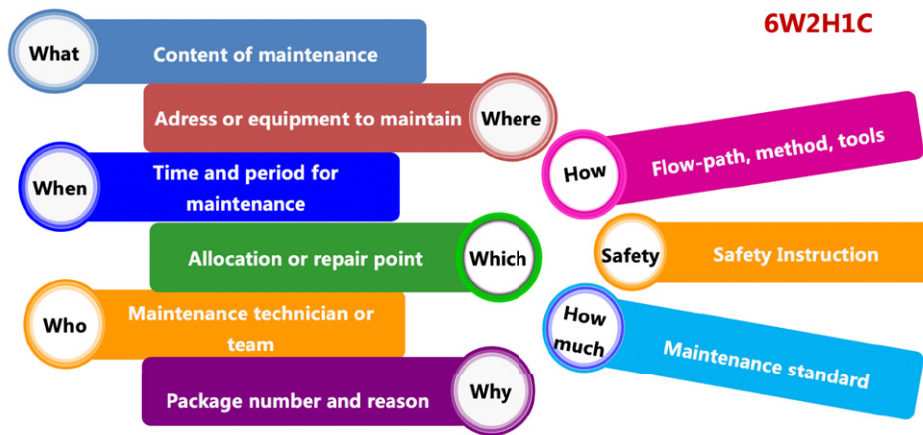 6W2H1C
What
Content of maintenance
Adress or equipment to maintain
Where
When
Time and period for
maintenance
Allocation or repair point
Which
Who
Maintenance technician or
team
Package number and reason
Why
How
Flow-path, method, tools
Safety
Safety Instruction
How
much
Maintenance standard